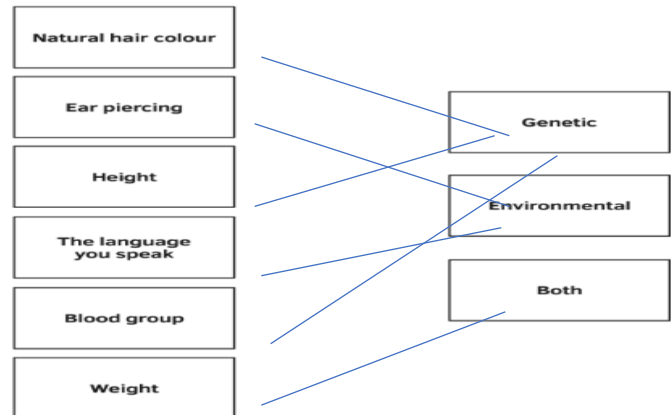 Natural hair colour
Ear piercing
Height
The language
you speak
Blood group
Weight
Genetic
Environmental
Both